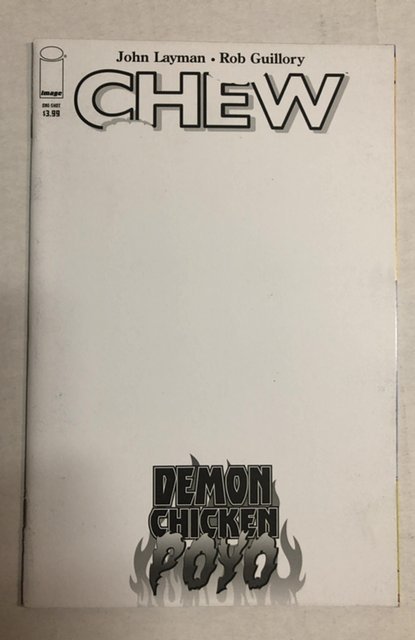 John Layman • Rob Guillory
CHEW
image
ONE-SHOT
$3.99
DEMON
CHICKEN
POYO